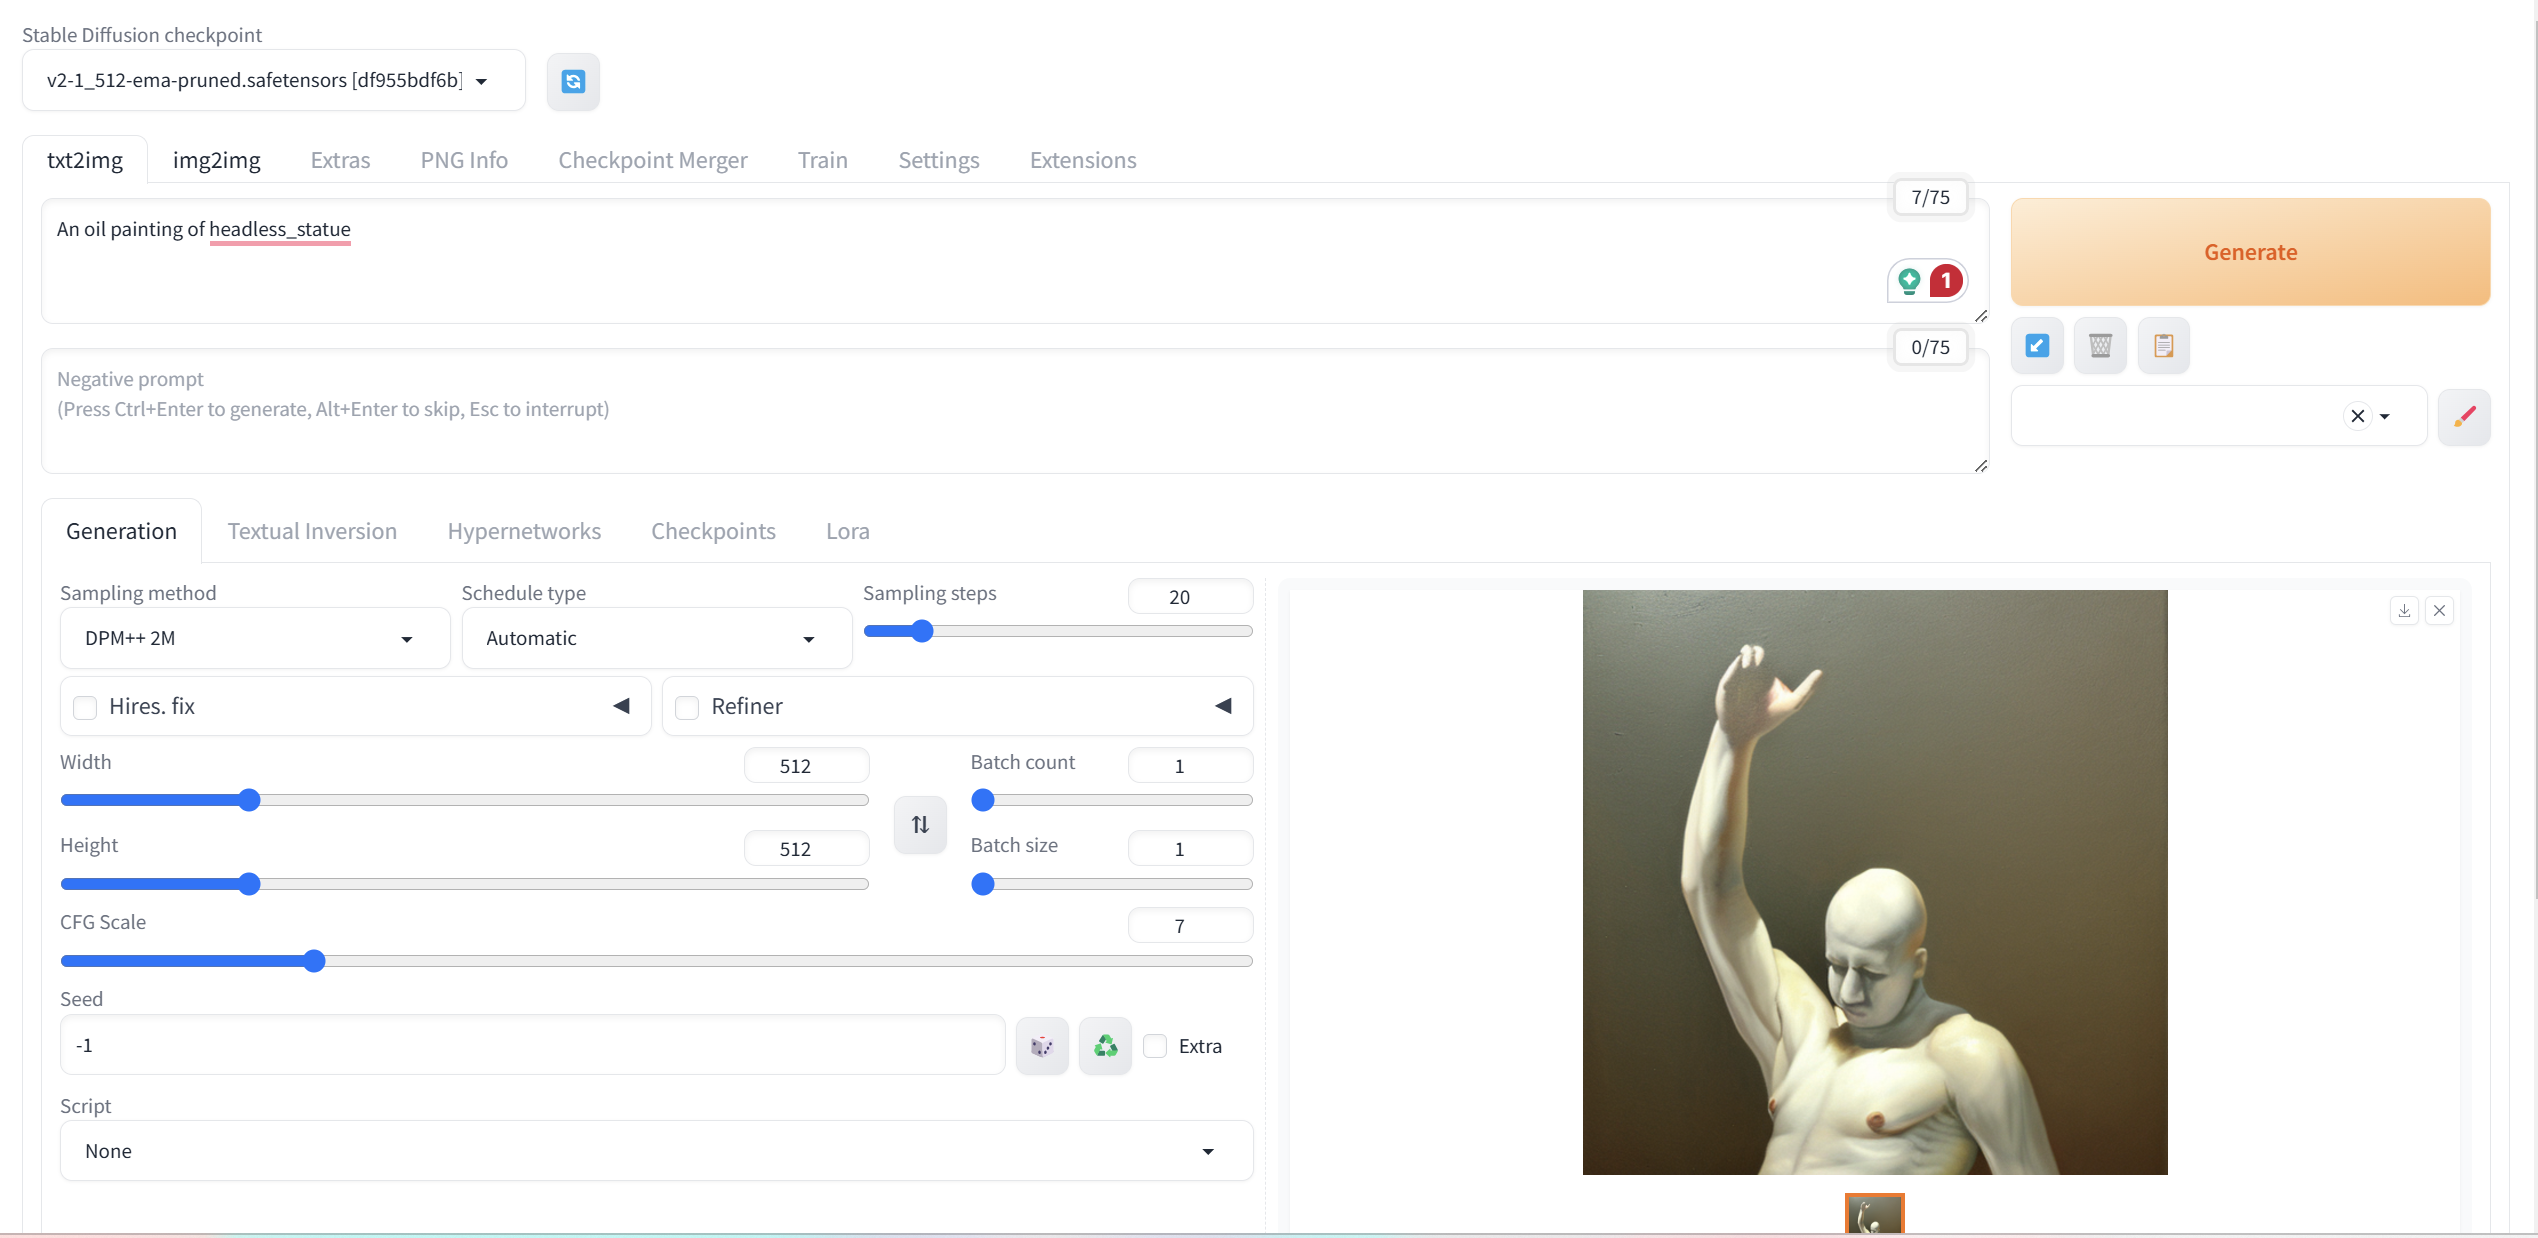 Stable Diffusion checkpoint
v2-1_512-ema-pruned.safetensors [df955bdf6b]
txt2img img2img Extras PNG Info Checkpoint Merger Train Settings Extensions
7/75
An oil painting of headless_statue
1
Generate
0/75
Negative prompt
(Press Ctrl+Enter to generate, Alt+Enter to skip, Esc to interrupt)
Generation Textual Inversion Hypernetworks Checkpoints Lora
Sampling method Schedule type Sampling steps 20
DPM++ 2M Automatic
Hires. fix Refiner
Width 512 Batch count 1
Height 512 Batch size 1
CFG Scale 7
Seed
-1 Extra
Script
None